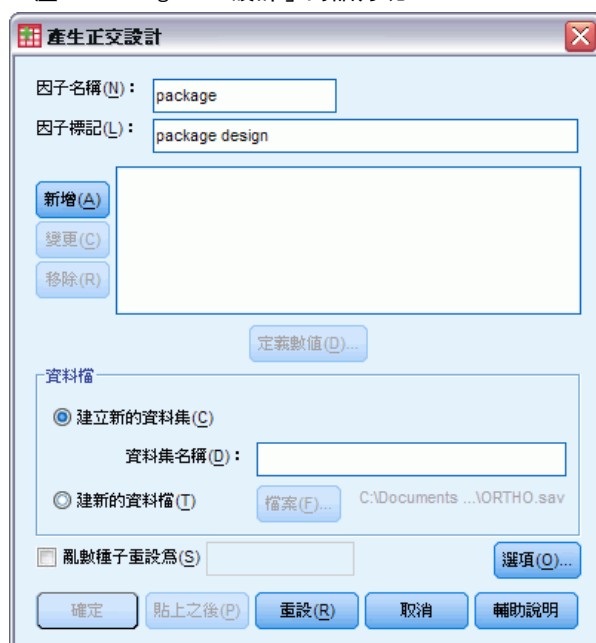 產生正交設計
因子名稱(N)：
package
因子標記(L)：
package design
新增(A)
變更(C)
移除(R)
定義數值(D)...
資料檔
建立新的資料集(C)
資料集名稱(D)：
建新的資料檔(T)
檔案(F)...
C:\Documents ...\ORTHO.sav
亂數種子重設為(S)
選項(O)...
確定
貼上之後(P)
重設(R)
取消
輔助說明